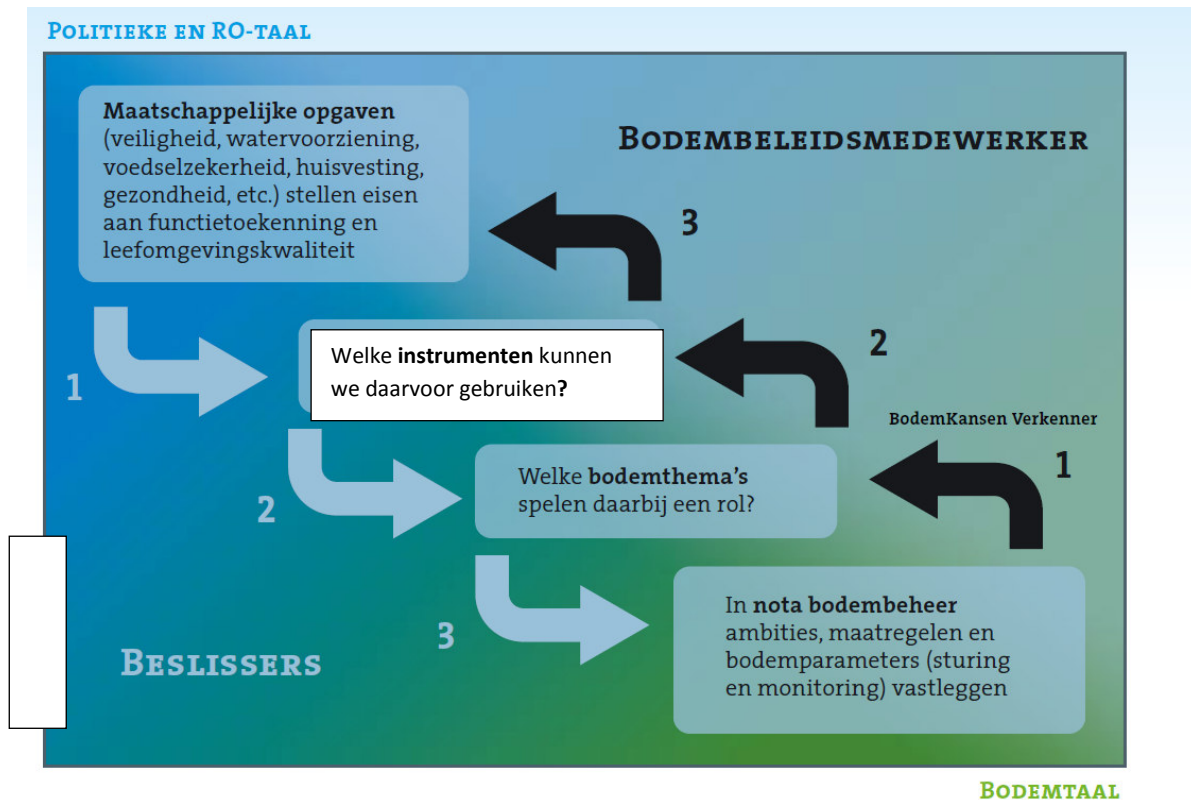 POLITIEKE EN RO-TAAL
Maatschappelijke opgaven
(veiligheid, watervoorziening,
voedselzekerheid, huisvesting,
gezondheid, etc.) stellen eisen
aan functietoekenning en
leefomgevingskwaliteit
BODEMBELEIDSMEDEWERKER
3
1
Welke instrumenten kunnen
we daarvoor gebruiken?
2
BodemKansen Verkenner
2
Welke bodemthema's
spelen daarbij een rol?
1
3
In nota bodembeheer
ambities, maatregelen en
bodemparameters (sturing
en monitoring) vastleggen
BESLISSERS
BODEMTAAL